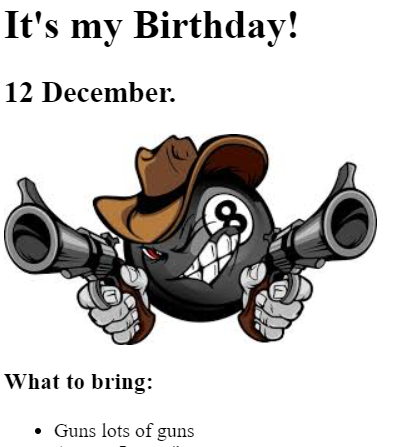 It's my Birthday!
12 December.
8
What to bring:
Guns lots of guns